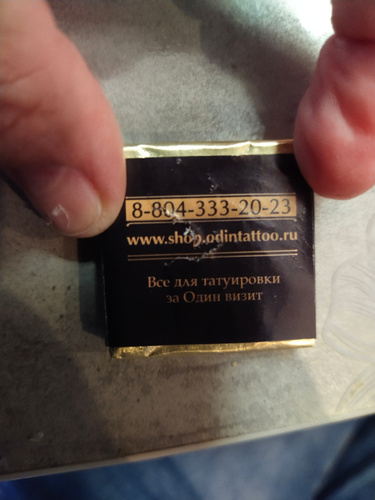 8-804-333-20-23
www.shop.odintattoo.ru
Все для татуировки
за Один визит